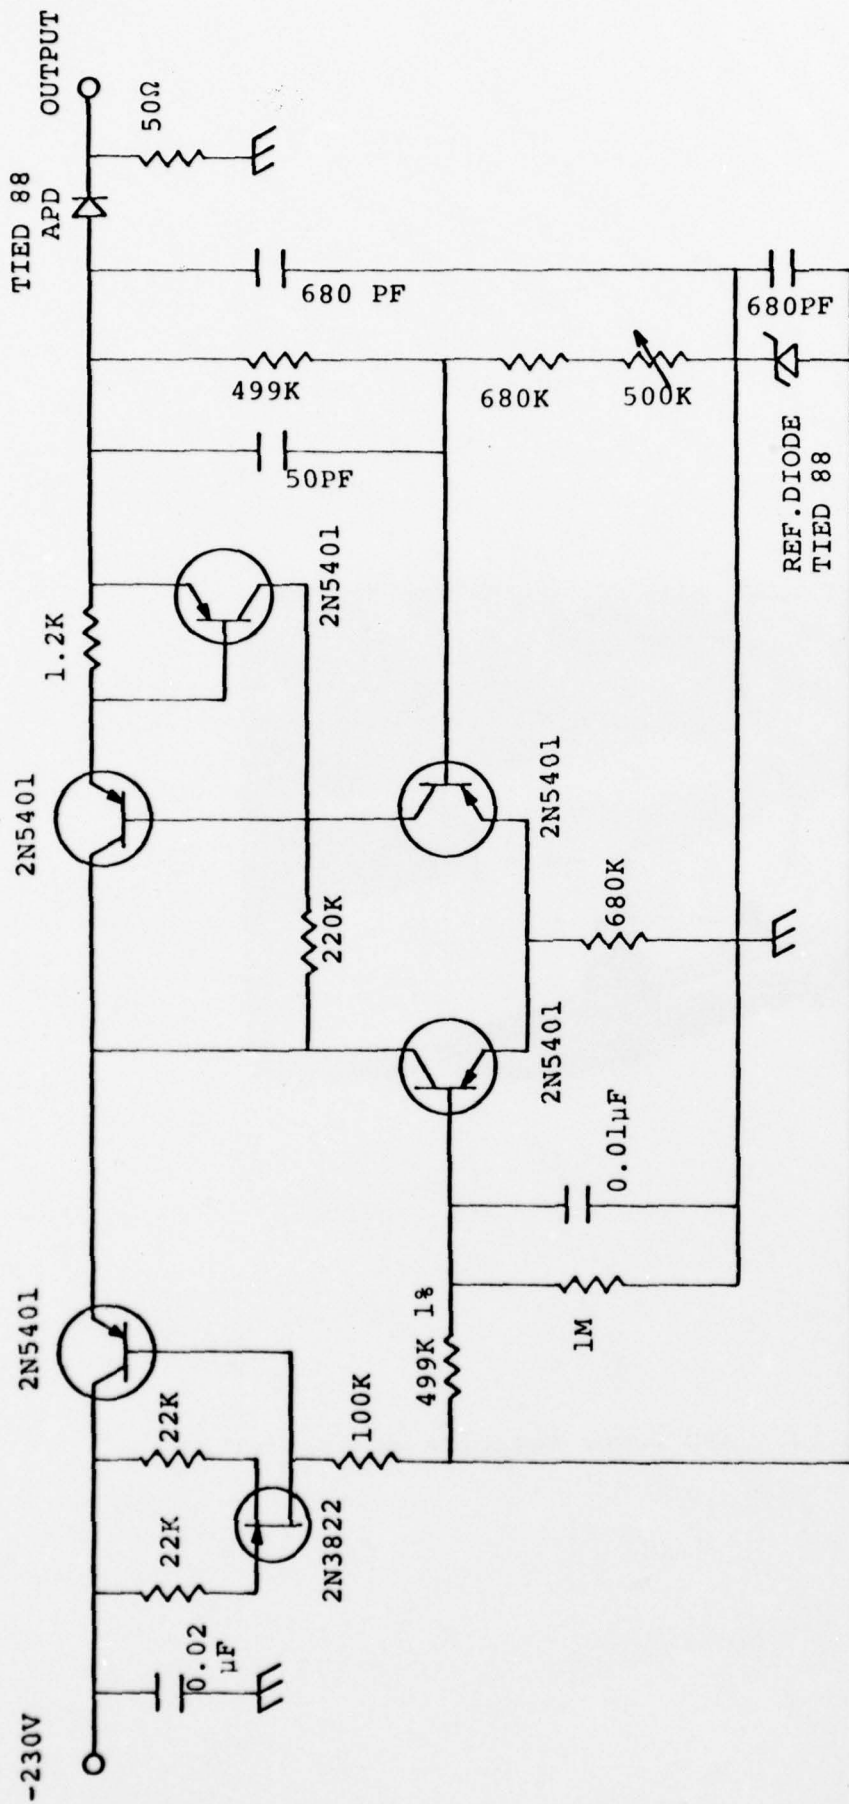 -230V
0.02
µF
22K
22K
2N3822
2N5401
100K
499K 1%
1M
0.01µF
2N5401
220K
680K
2N5401
2N5401
1.2K
2N5401
50PF
499K
680K
500K
680 PF
680PF
REF.DIODE
TIED 88
TIED 88
APD
OUTPUT
50Ω